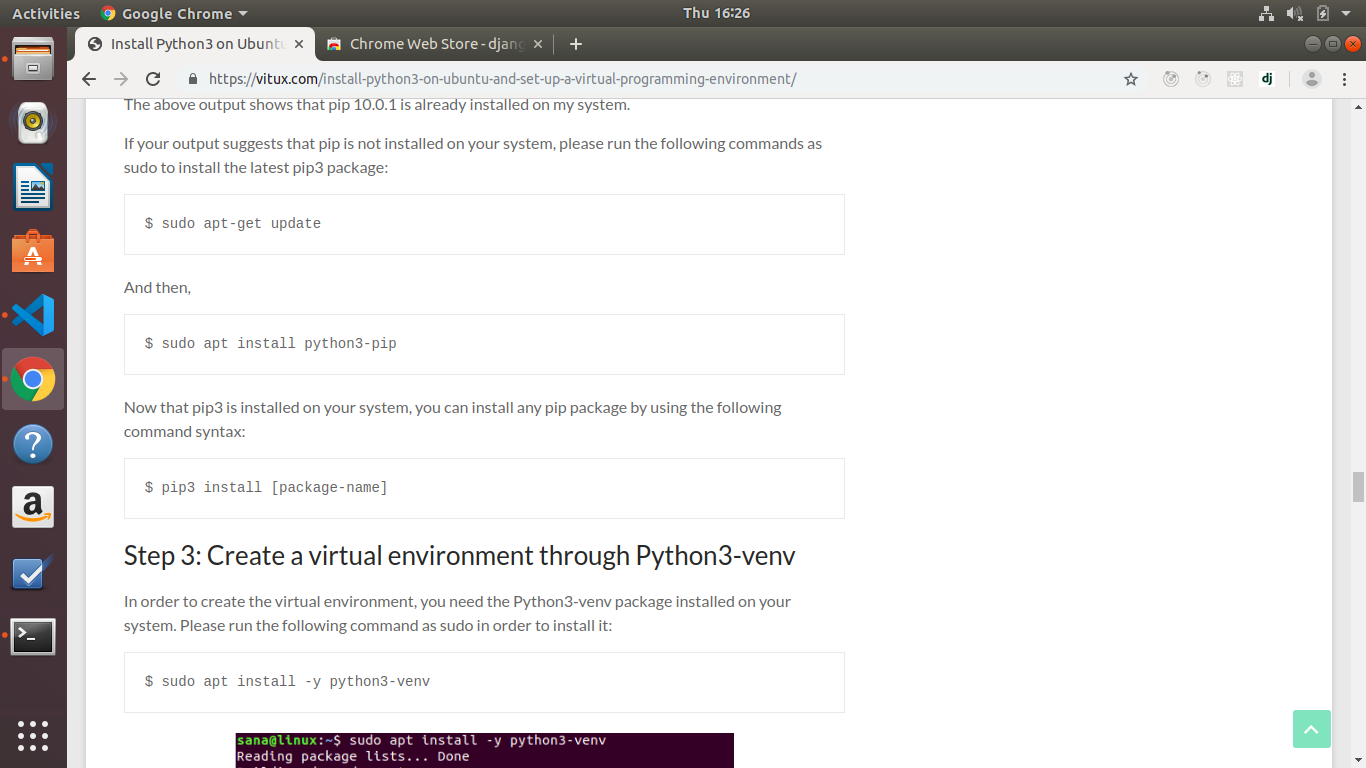 Activities Google Chrome Thu 16:26
Install Python3 on Ubunt Chrome Web Store - djang
https://vitux.com/install-python3-on-ubuntu-and-set-up-a-virtual-programming-environment/ dj
The above output shows that pip 10.0.1 is already installed on my system.
If your output suggests that pip is not installed on your system, please run the following commands as
sudo to install the latest pip3 package:
$ sudo apt-get update
And then,
$ sudo apt install python3-pip
Now that pip3 is installed on your system, you can install any pip package by using the following
command syntax:
$ pip3 install [package-name]
Step 3: Create a virtual environment through Python3-venv
In order to create the virtual environment, you need the Python3-venv package installed on your
system. Please run the following command as sudo in order to install it:
$ sudo apt install -y python3-venv
sana@linux:~$ sudo apt install -y python3-venv
Reading package lists... Done